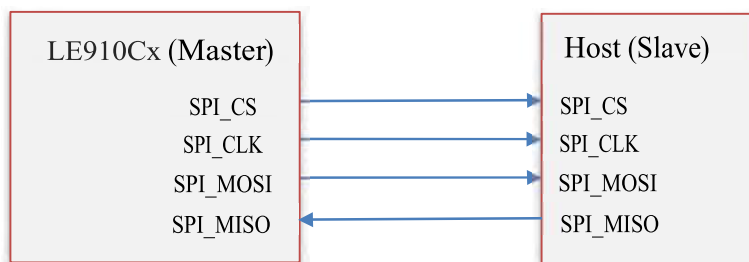 LE910Cx (Master)
SPI_CS
SPI_CLK
SPI_MOSI
SPI_MISO
Host (Slave)
SPI_CS
SPI_CLK
SPI_MOSI
SPI_MISO